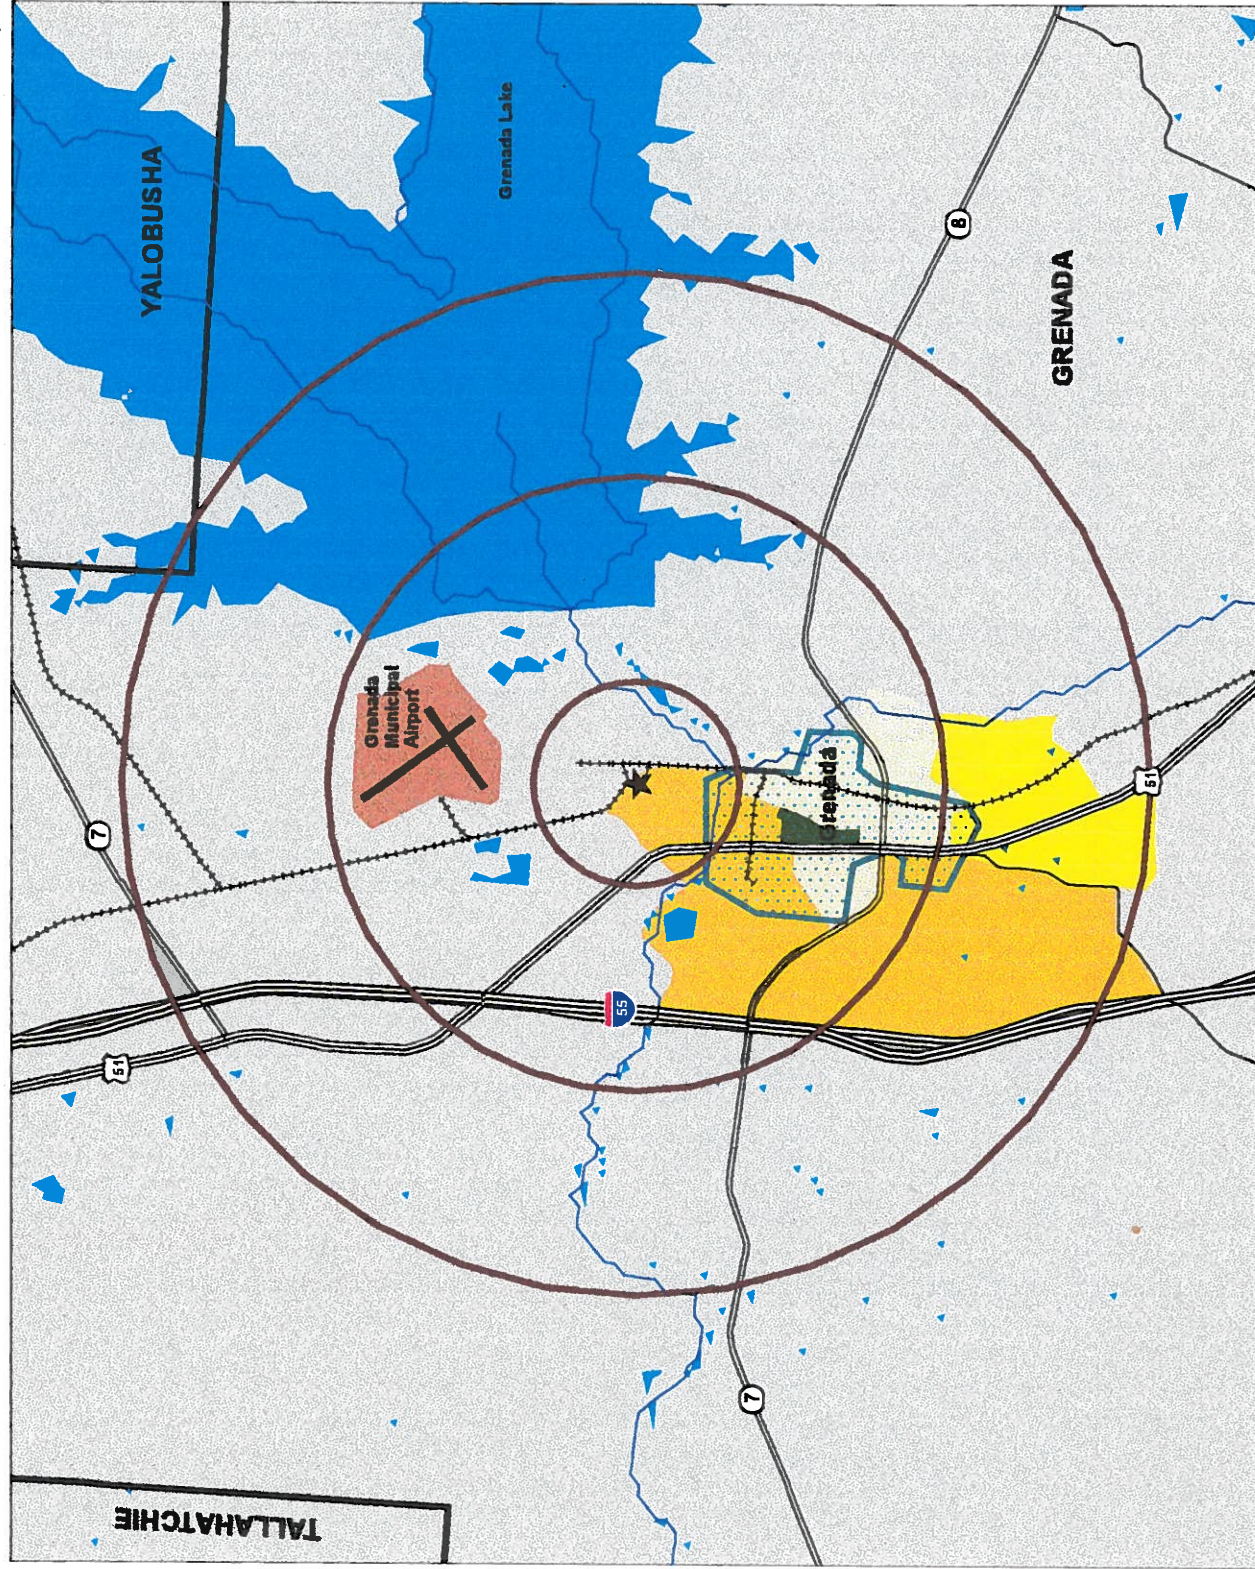 YALOBUSHA
Grenada Lake
8
GRENADA
Grenada
Municipal
Airport
7
51
55
Grenada
51
7
TALLAHATCHIE